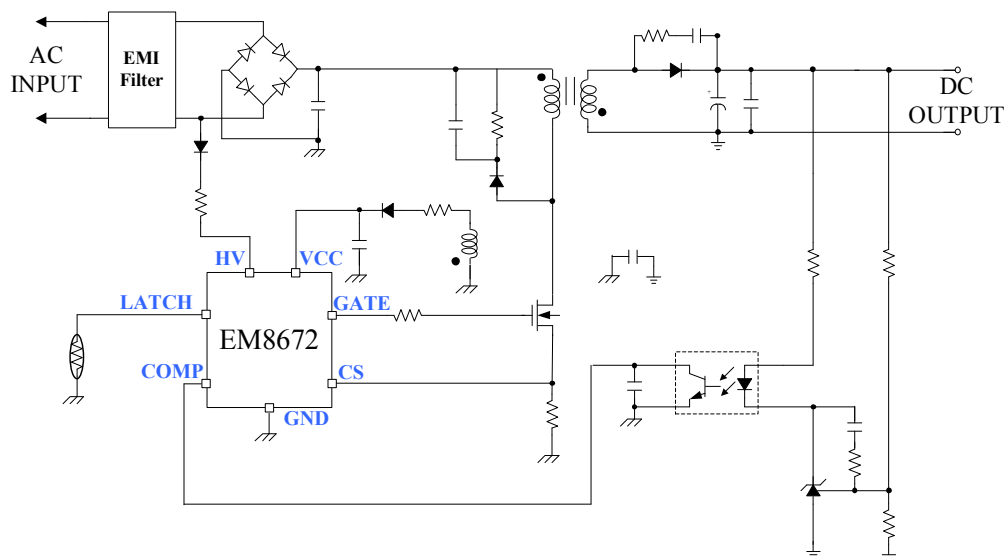 AC
INPUT
EMI
Filter
DC
OUTPUT
HV
VCC
LATCH
GATE
EM8672
COMP
CS
GND